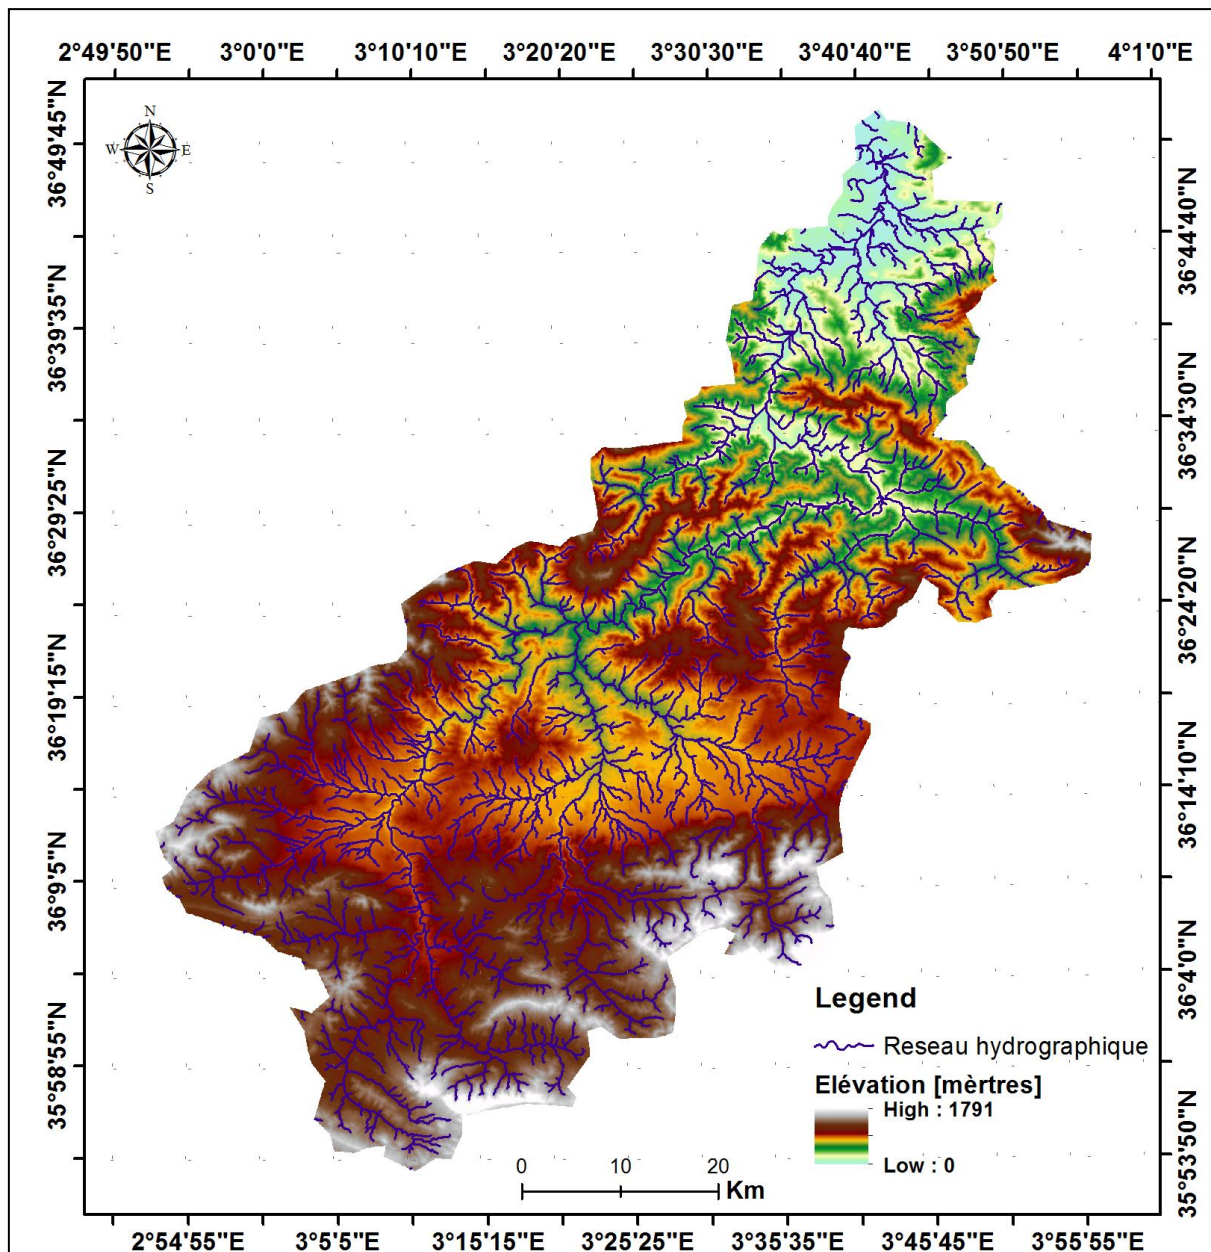 2°49'50"E 3°0'0"E 3°10'10"E 3°20'20"E 3°30'30"E 3°40'40"E 3°50'50"E 4°1'0"E
N
W E
S
36°49'45"N
36°39'35"N
36°29'25"N
36°19'15"N
36°9'5"N
35°58'55"N
36°44'40"N
36°34'30"N
36°24'20"N
36°14'10"N
36°4'0"N
35°53'50"N
Legend
Reseau hydrographique
Elévation [mèrtres]
High : 1791
Low : 0
0 10 20
Km
2°54'55"E 3°5'5"E 3°15'15"E 3°25'25"E 3°35'35"E 3°45'45"E 3°55'55"E